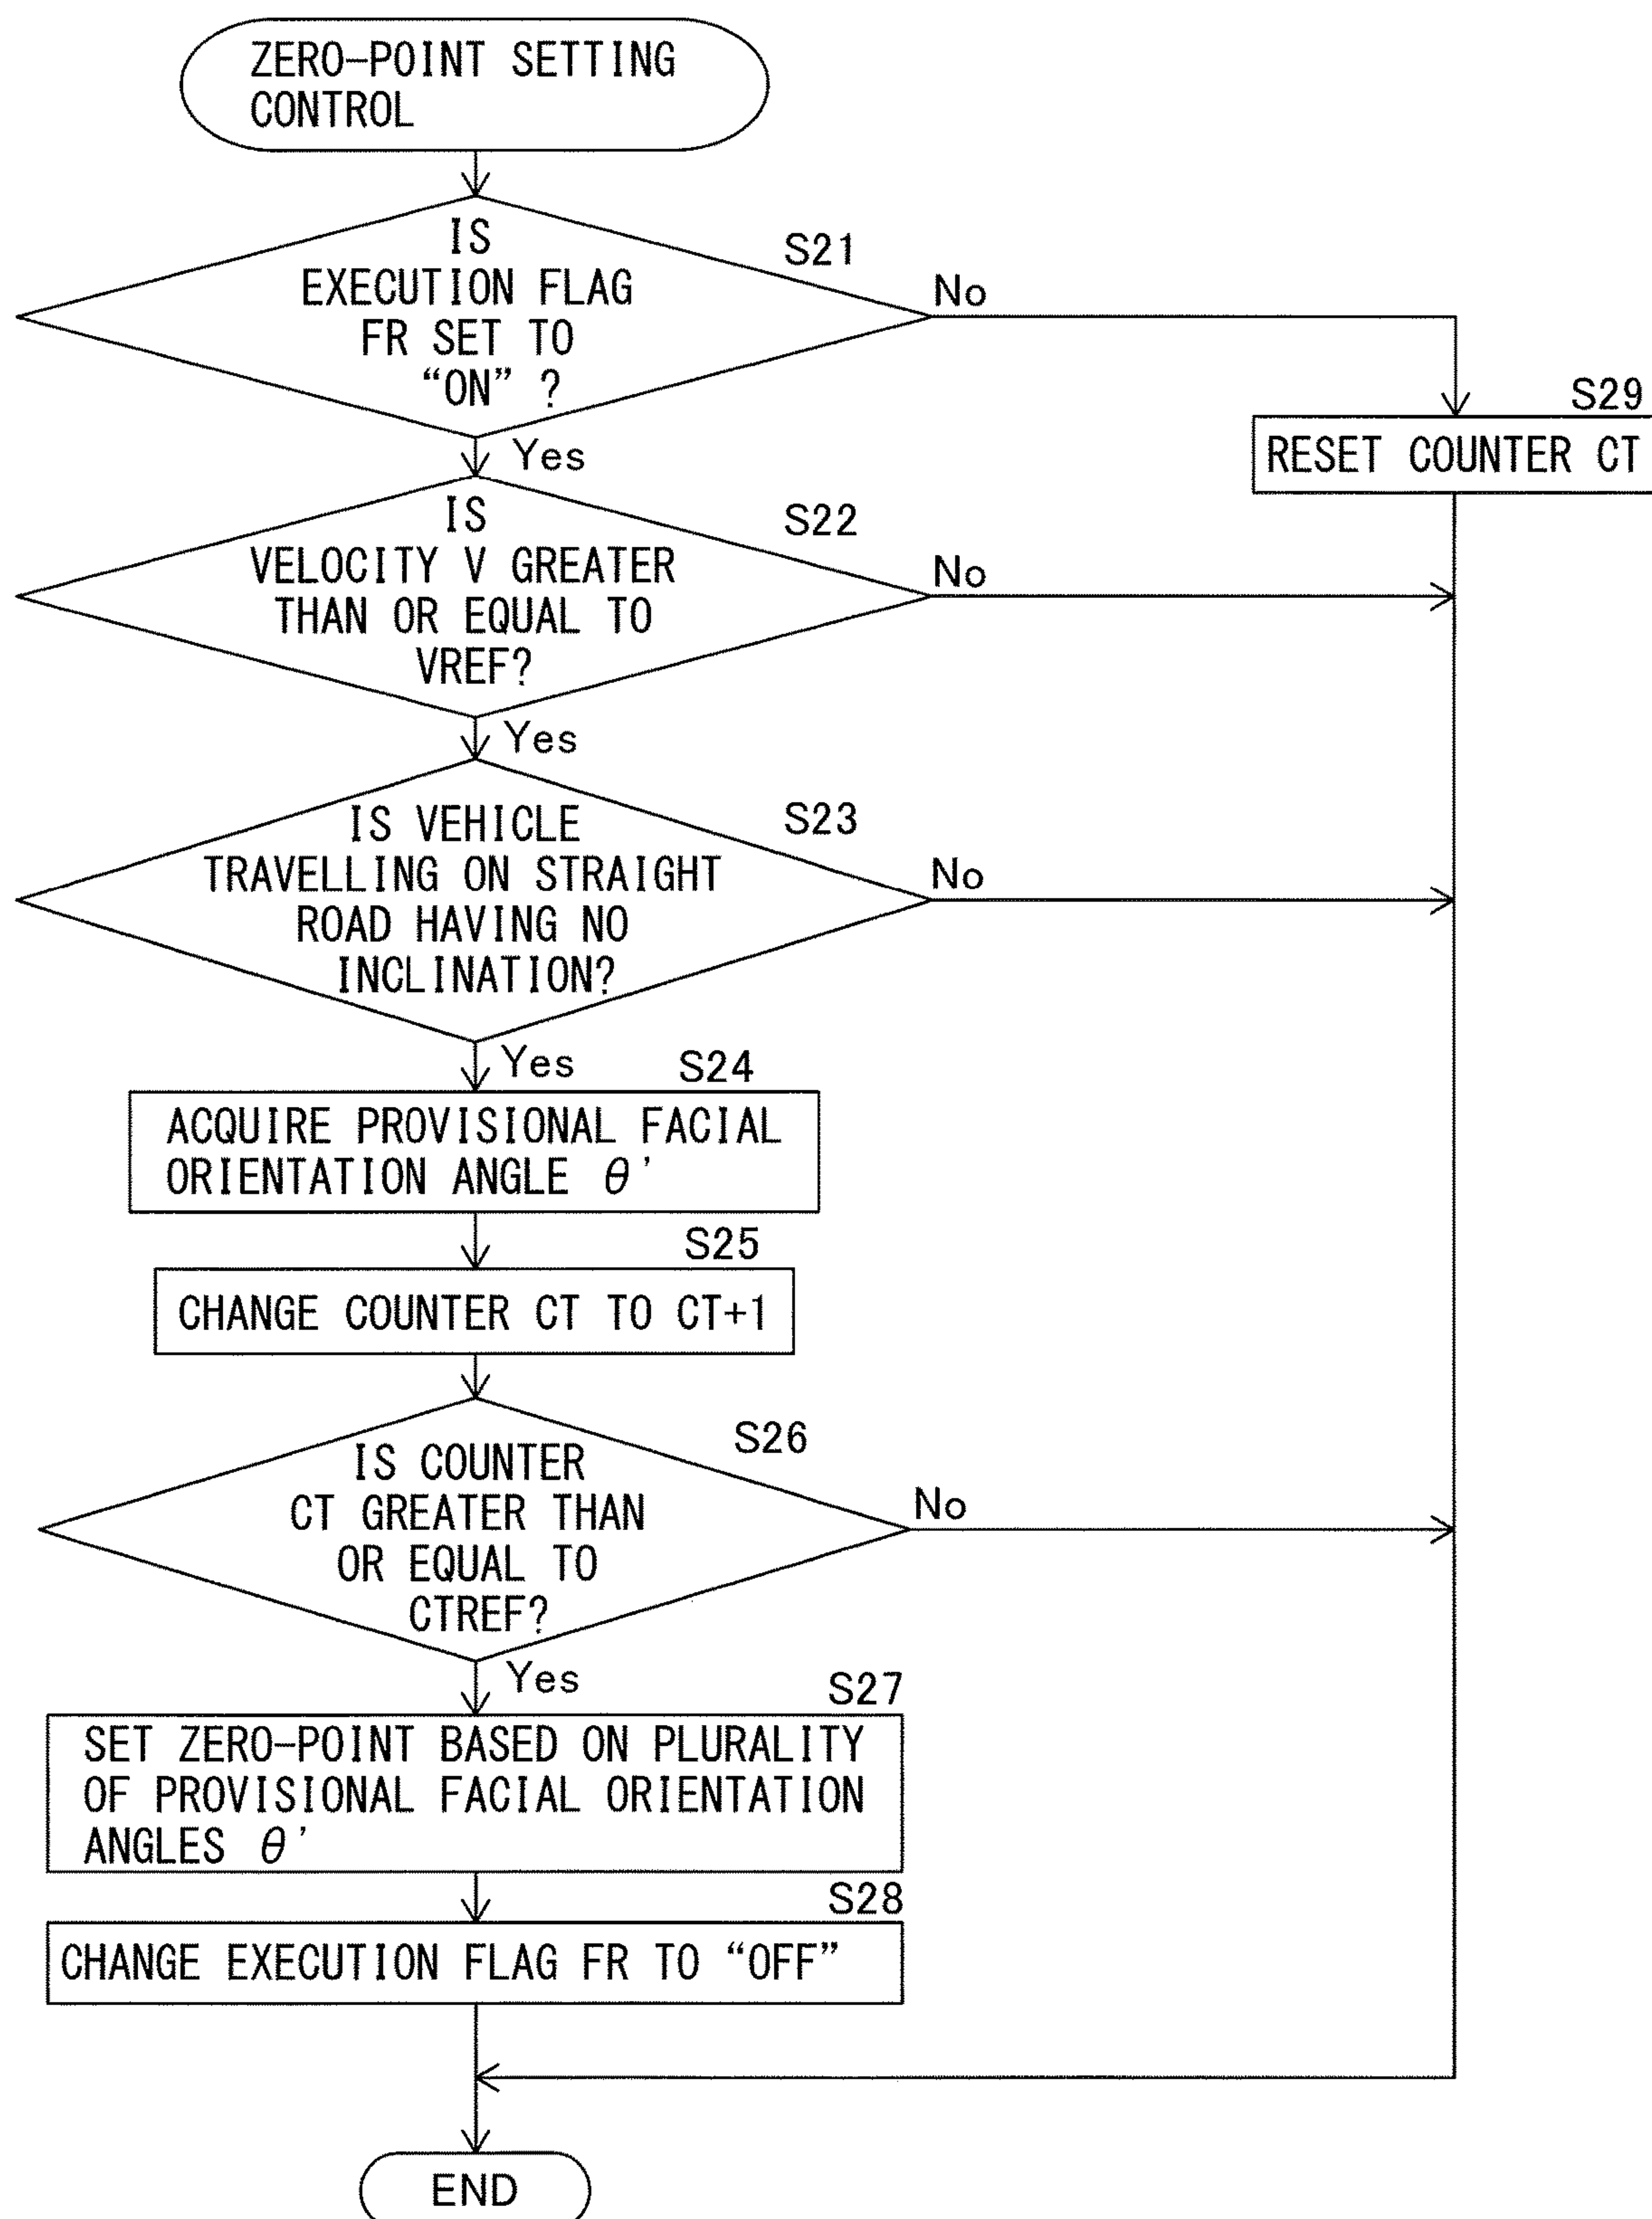 ZERO-POINT SETTING
CONTROL
IS
EXECUTION FLAG
FR SET TO
“ON” ?
S21
No
Yes
S29
RESET COUNTER CT
IS
VELOCITY V GREATER
THAN OR EQUAL TO
VREF?
S22
No
Yes
IS VEHICLE
TRAVELLING ON STRAIGHT
ROAD HAVING NO
INCLINATION?
S23
No
Yes
S24
ACQUIRE PROVISIONAL FACIAL
ORIENTATION ANGLE θ'
S25
CHANGE COUNTER CT TO CT+1
IS COUNTER
CT GREATER THAN
OR EQUAL TO
CTREF?
S26
No
Yes
S27
SET ZERO-POINT BASED ON PLURALITY
OF PROVISIONAL FACIAL ORIENTATION
ANGLES θ'
S28
CHANGE EXECUTION FLAG FR TO “OFF”
END